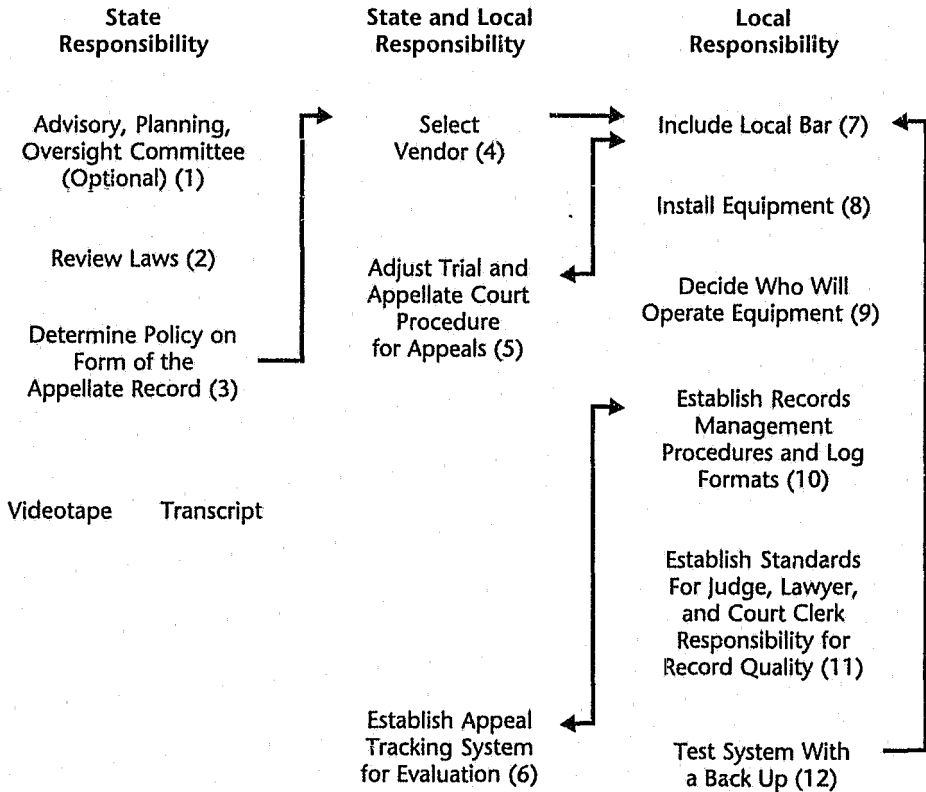 State
Responsibility
Advisory, Planning,
Oversight Committee
(Optional) (1)
Review Laws (2)
Determine Policy on
Form of the
Appellate Record (3)
Videotape Transcript
State and Local
Responsibility
Select
Vendor (4)
Adjust Trial and
Appellate Court
Procedure
for Appeals (5)
Establish Appeal
Tracking System
for Evaluation (6)
Local
Responsibility
Include Local Bar (7)
Install Equipment (8)
Decide Who Will
Operate Equipment (9)
Establish Records
Management
Procedures and Log
Formats (10)
Establish Standards
For Judge, Lawyer,
and Court Clerk
Responsibility for
Record Quality (11)
Test System With
a Back Up (12)